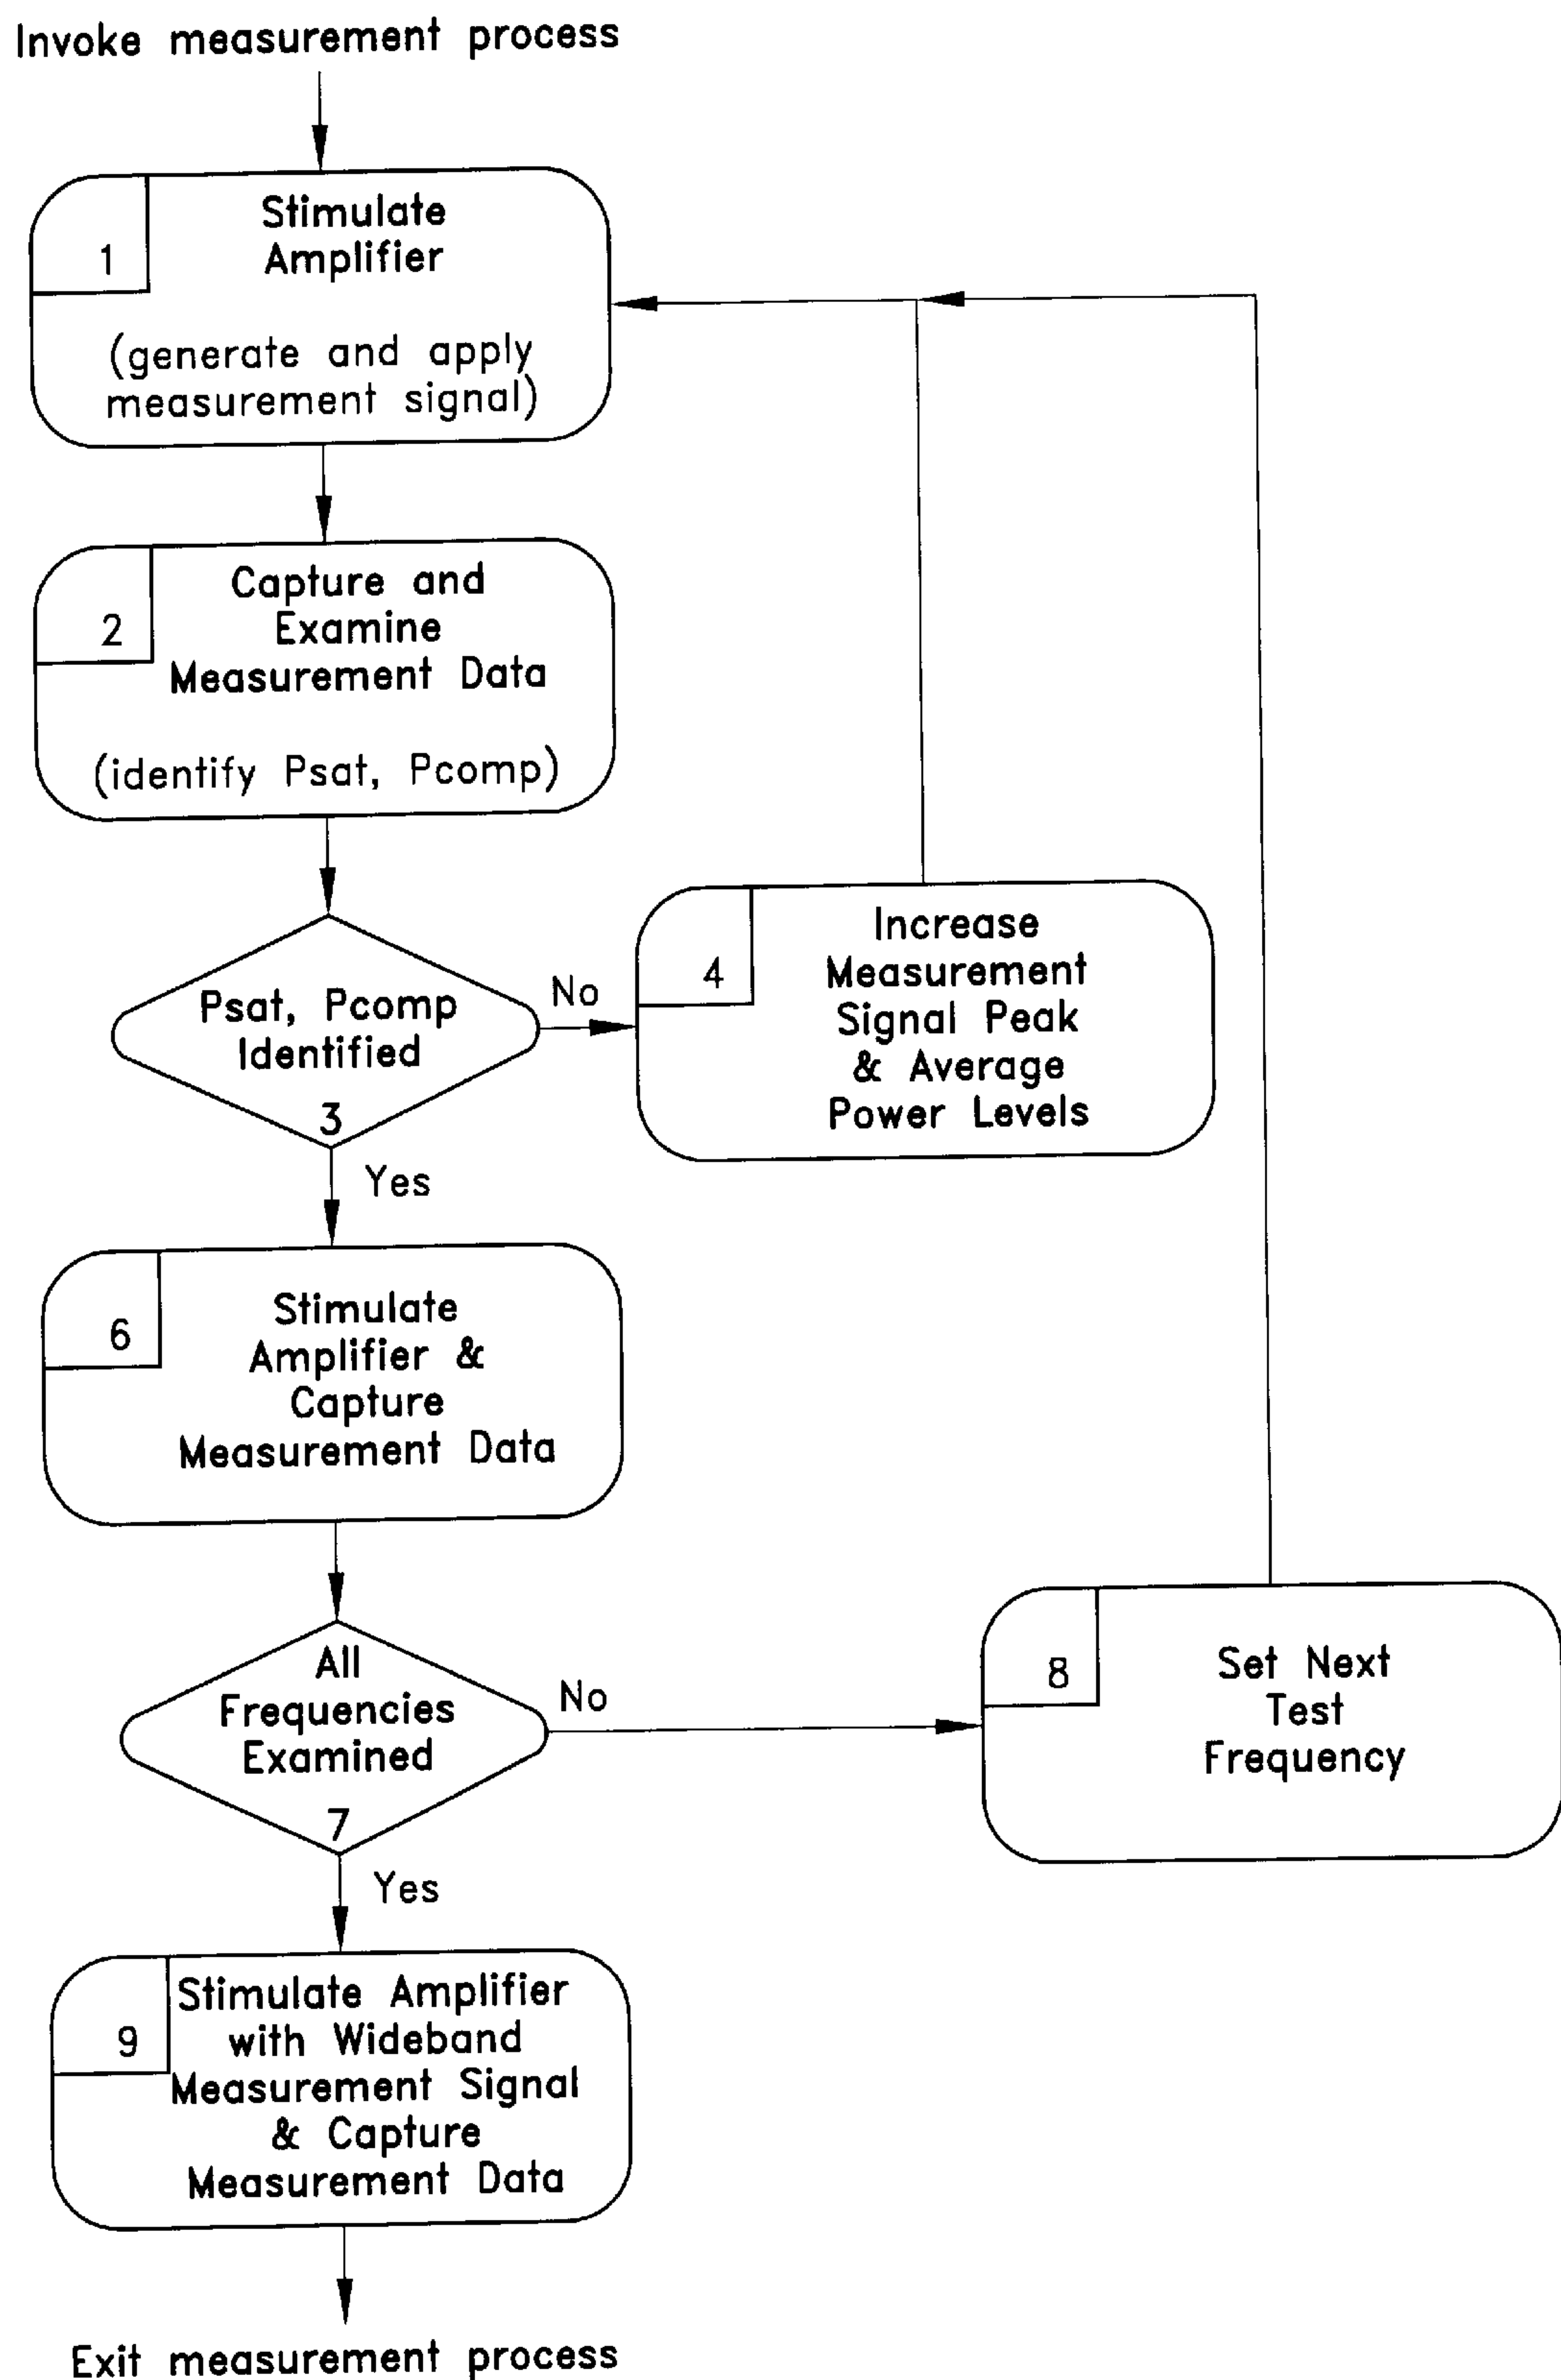 Invoke measurement process
1
Stimulate
Amplifier
(generate and apply
measurement signal)
2
Capture and
Examine
Measurement Data
(identify Psat, Pcomp)
Psat, Pcomp
Identified
3
No
Yes
4
Increase
Measurement
Signal Peak
& Average
Power Levels
6
Stimulate
Amplifier &
Capture
Measurement Data
All
Frequencies
Examined
7
No
Yes
8
Set Next
Test
Frequency
9
Stimulate Amplifier
with Wideband
Measurement Signal
& Capture
Measurement Data
Exit measurement process